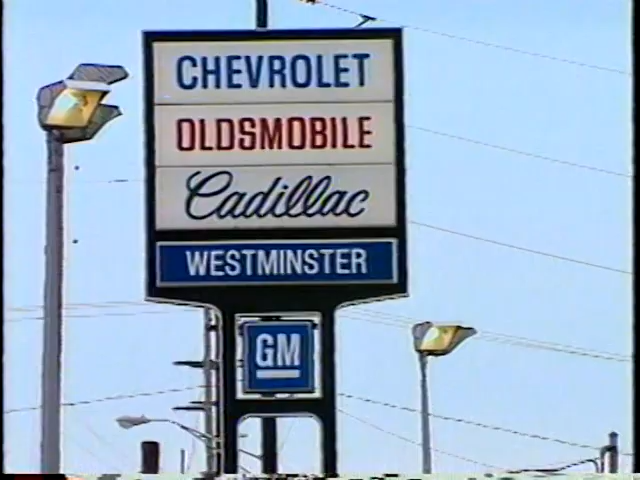 CHEVROLET
OLDSMOBILE
Cadillac
WESTMINSTER
GM